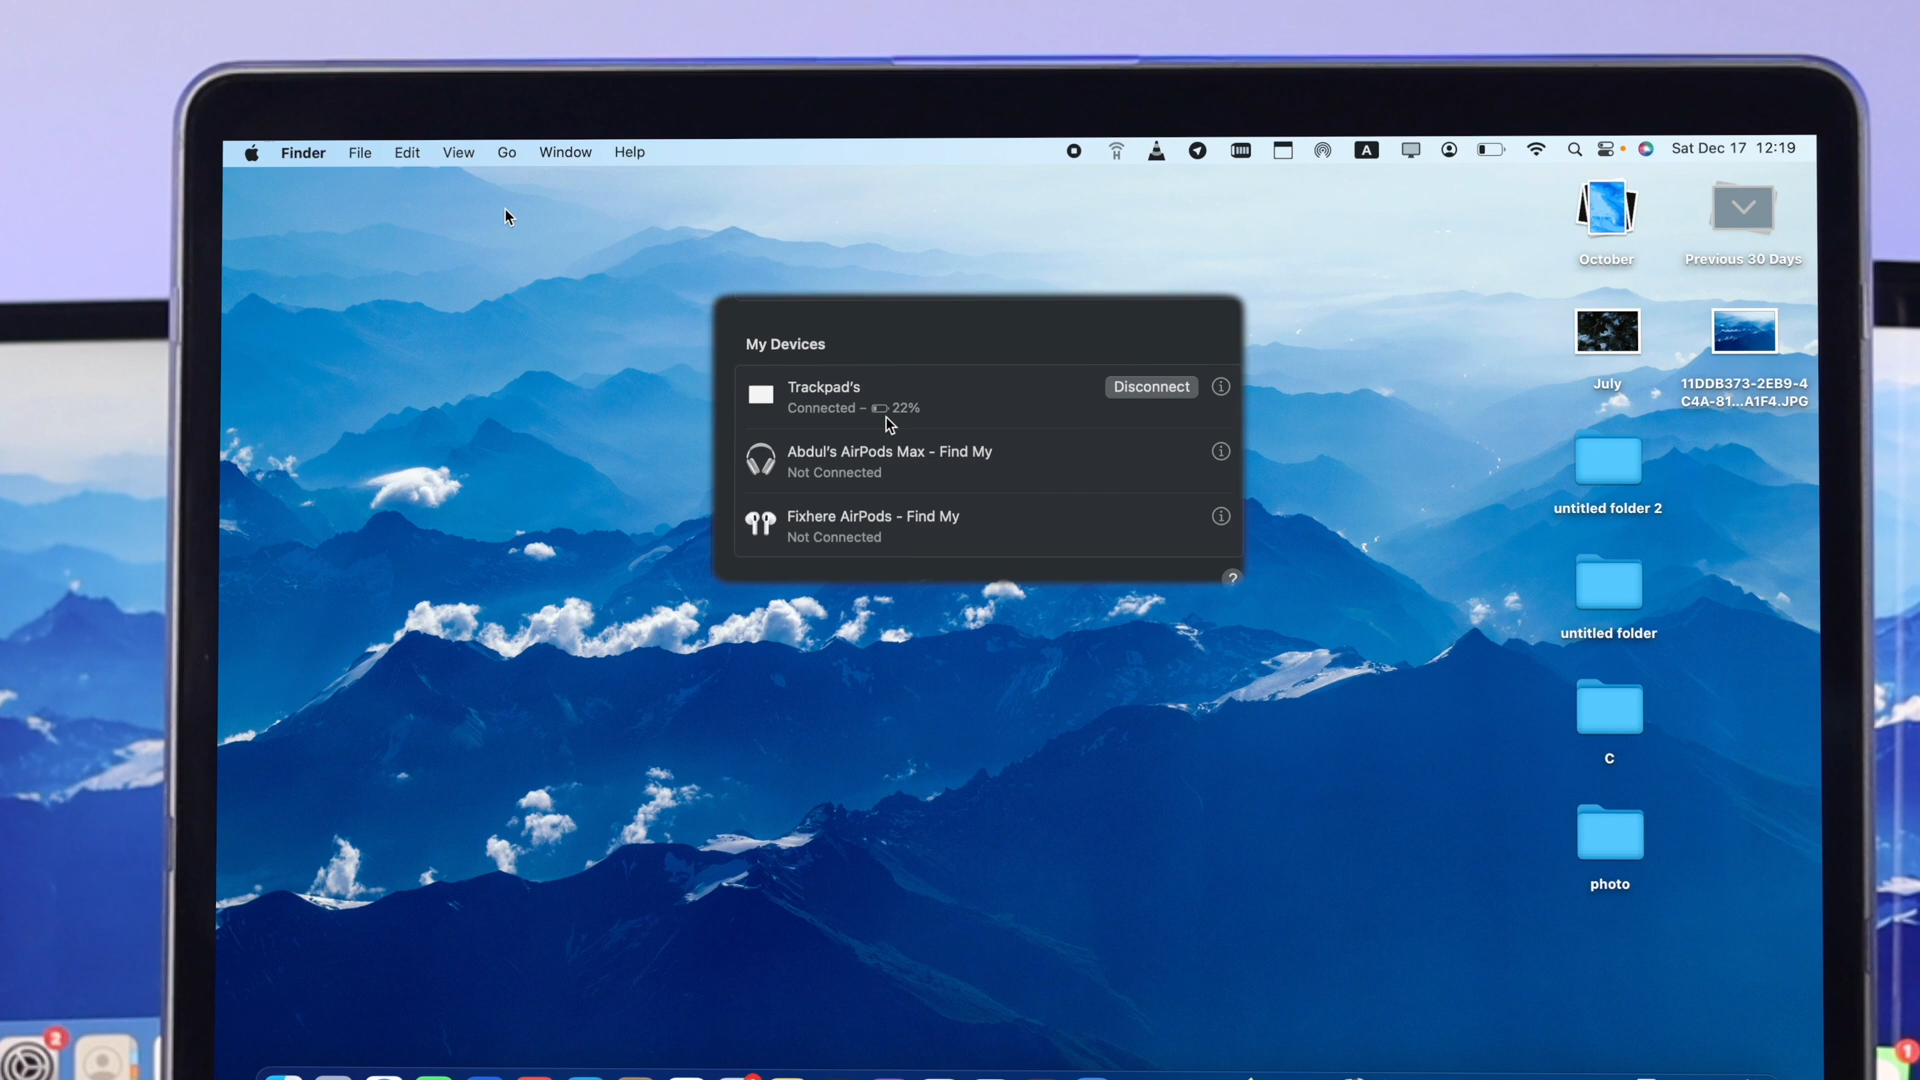 Finder File Edit View Go Window Help
A
Sat Dec 17 12:19
October
Previous 30 Days
My Devices
Trackpad's
Connected – 22%
Disconnect
Abdul's AirPods Max - Find My
Not Connected
Fixhere AirPods - Find My
Not Connected
?
July
11DDB373-2EB9-4
C4A-81...A1F4.JPG
untitled folder 2
untitled folder
C
photo
2
1